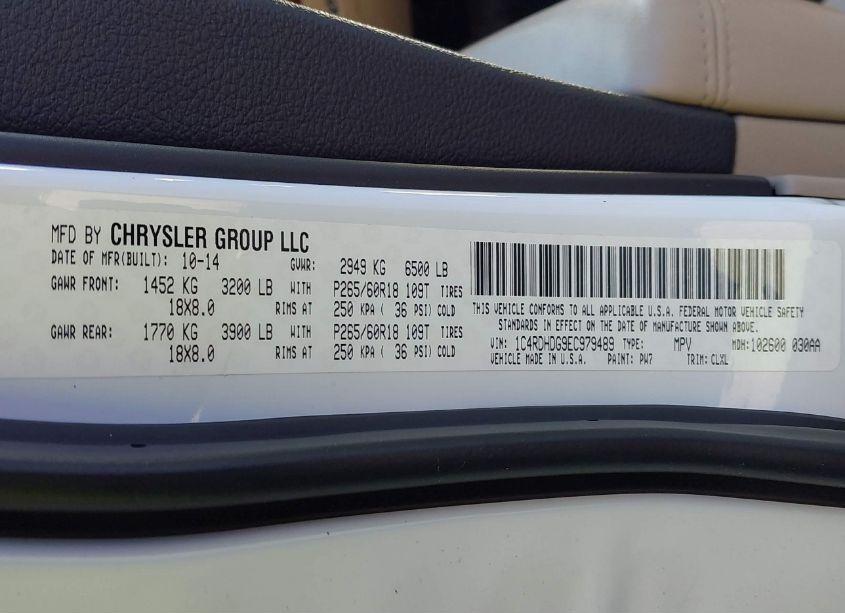 MFD BY CHRYSLER GROUP LLC
DATE OF MFR(BUILT): 10-14 GVWR: 2949 KG 6500 LB
GAWR FRONT: 1452 KG 3200 LB WITH P265/60R18 109T TIRES
18X8.0 RIMS AT 250 KPA ( 36 PSI) COLD
GAWR REAR: 1770 KG 3900 LB WITH P265/60R18 109T TIRES
18X8.0 RIMS AT 250 KPA ( 36 PSI) COLD
THIS VEHICLE CONFORMS TO ALL APPLICABLE U.S.A. FEDERAL MOTOR VEHICLE SAFETY
STANDARDS IN EFFECT ON THE DATE OF MANUFACTURE SHOWN ABOVE.
VIN: 1C4RDHDG9EC979489 TYPE: MPV MDH:102600 030AA
VEHICLE MADE IN U.S.A. PAINT: PW7 TRIM: CLXL